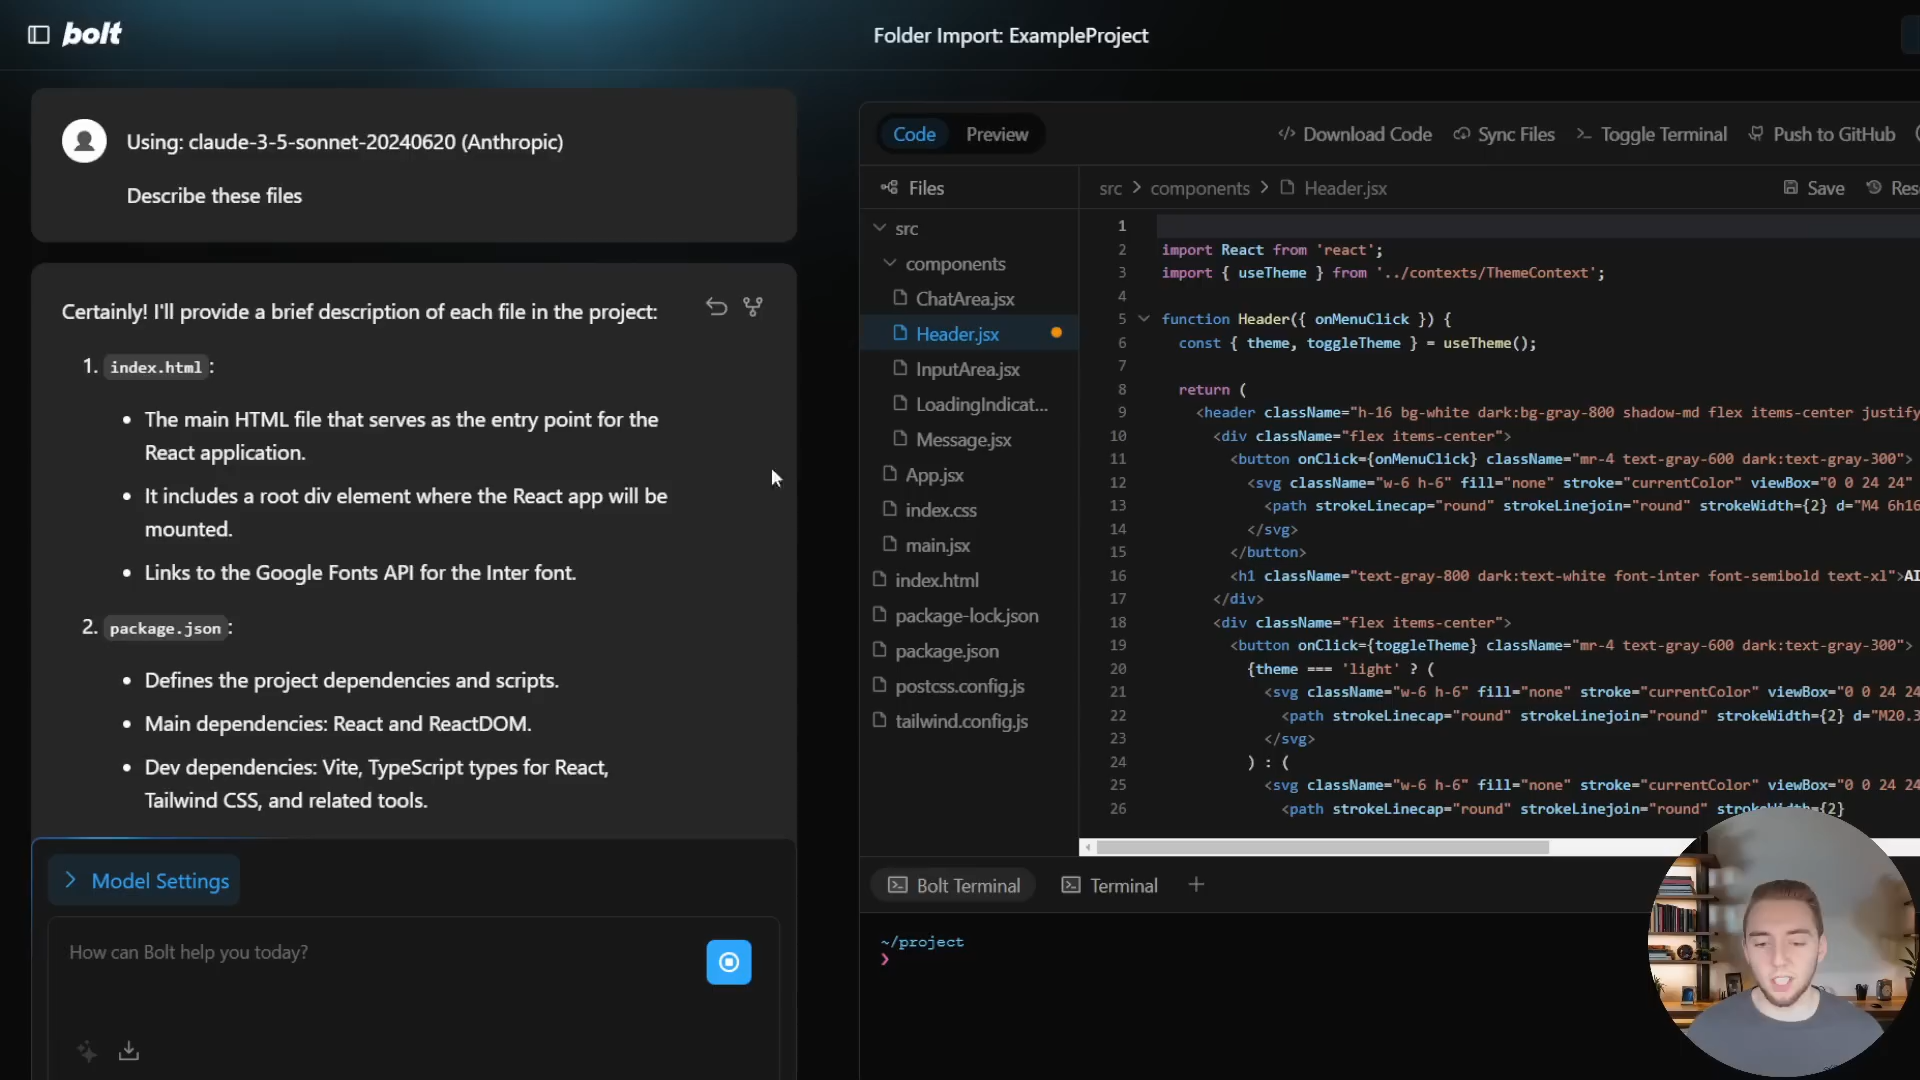 bolt
Folder Import: ExampleProject
Using: claude-3-5-sonnet-20240620 (Anthropic)
Describe these files
Certainly! I'll provide a brief description of each file in the project:
1. index.html:
• The main HTML file that serves as the entry point for the
React application.
• It includes a root div element where the React app will be
mounted.
• Links to the Google Fonts API for the Inter font.
2. package.json:
• Defines the project dependencies and scripts.
• Main dependencies: React and ReactDOM.
• Dev dependencies: Vite, TypeScript types for React,
Tailwind CSS, and related tools.
Model Settings
How can Bolt help you today?
Code Preview
Download Code Sync Files Toggle Terminal Push to GitHub
Files
src
components
ChatArea.jsx
Header.jsx
InputArea.jsx
LoadingIndicat...
Message.jsx
App.jsx
index.css
main.jsx
index.html
package-lock.json
package.json
postcss.config.js
tailwind.config.js
src > components > Header.jsx
Save Res
1
2 import React from 'react';
3 import { useTheme } from '../contexts/ThemeContext';
4
5 function Header({ onMenuClick }) {
6 const { theme, toggleTheme } = useTheme();
7
8 return (
9 <header className="h-16 bg-white dark:bg-gray-800 shadow-md flex items-center justify
10 <div className="flex items-center">
11 <button onClick={onMenuClick} className="mr-4 text-gray-600 dark:text-gray-300">
12 <svg className="w-6 h-6" fill="none" stroke="currentColor" viewBox="0 0 24 24"
13 <path strokeLinecap="round" strokeLinejoin="round" strokeWidth={2} d="M4 6h16
14 </svg>
15 </button>
16 <h1 className="text-gray-800 dark:text-white font-inter font-semibold text-xl">AI
17 </div>
18 <div className="flex items-center">
19 <button onClick={toggleTheme} className="mr-4 text-gray-600 dark:text-gray-300">
20 {theme === 'light' ? (
21 <svg className="w-6 h-6" fill="none" stroke="currentColor" viewBox="0 0 24 24
22 <path strokeLinecap="round" strokeLinejoin="round" strokeWidth={2} d="M20.3
23 </svg>
24 ) : (
25 <svg className="w-6 h-6" fill="none" stroke="currentColor" viewBox="0 0 24 24
26 <path strokeLinecap="round" strokeLinejoin="round" strokeWidth={2}
Bolt Terminal Terminal +
~/project
❯